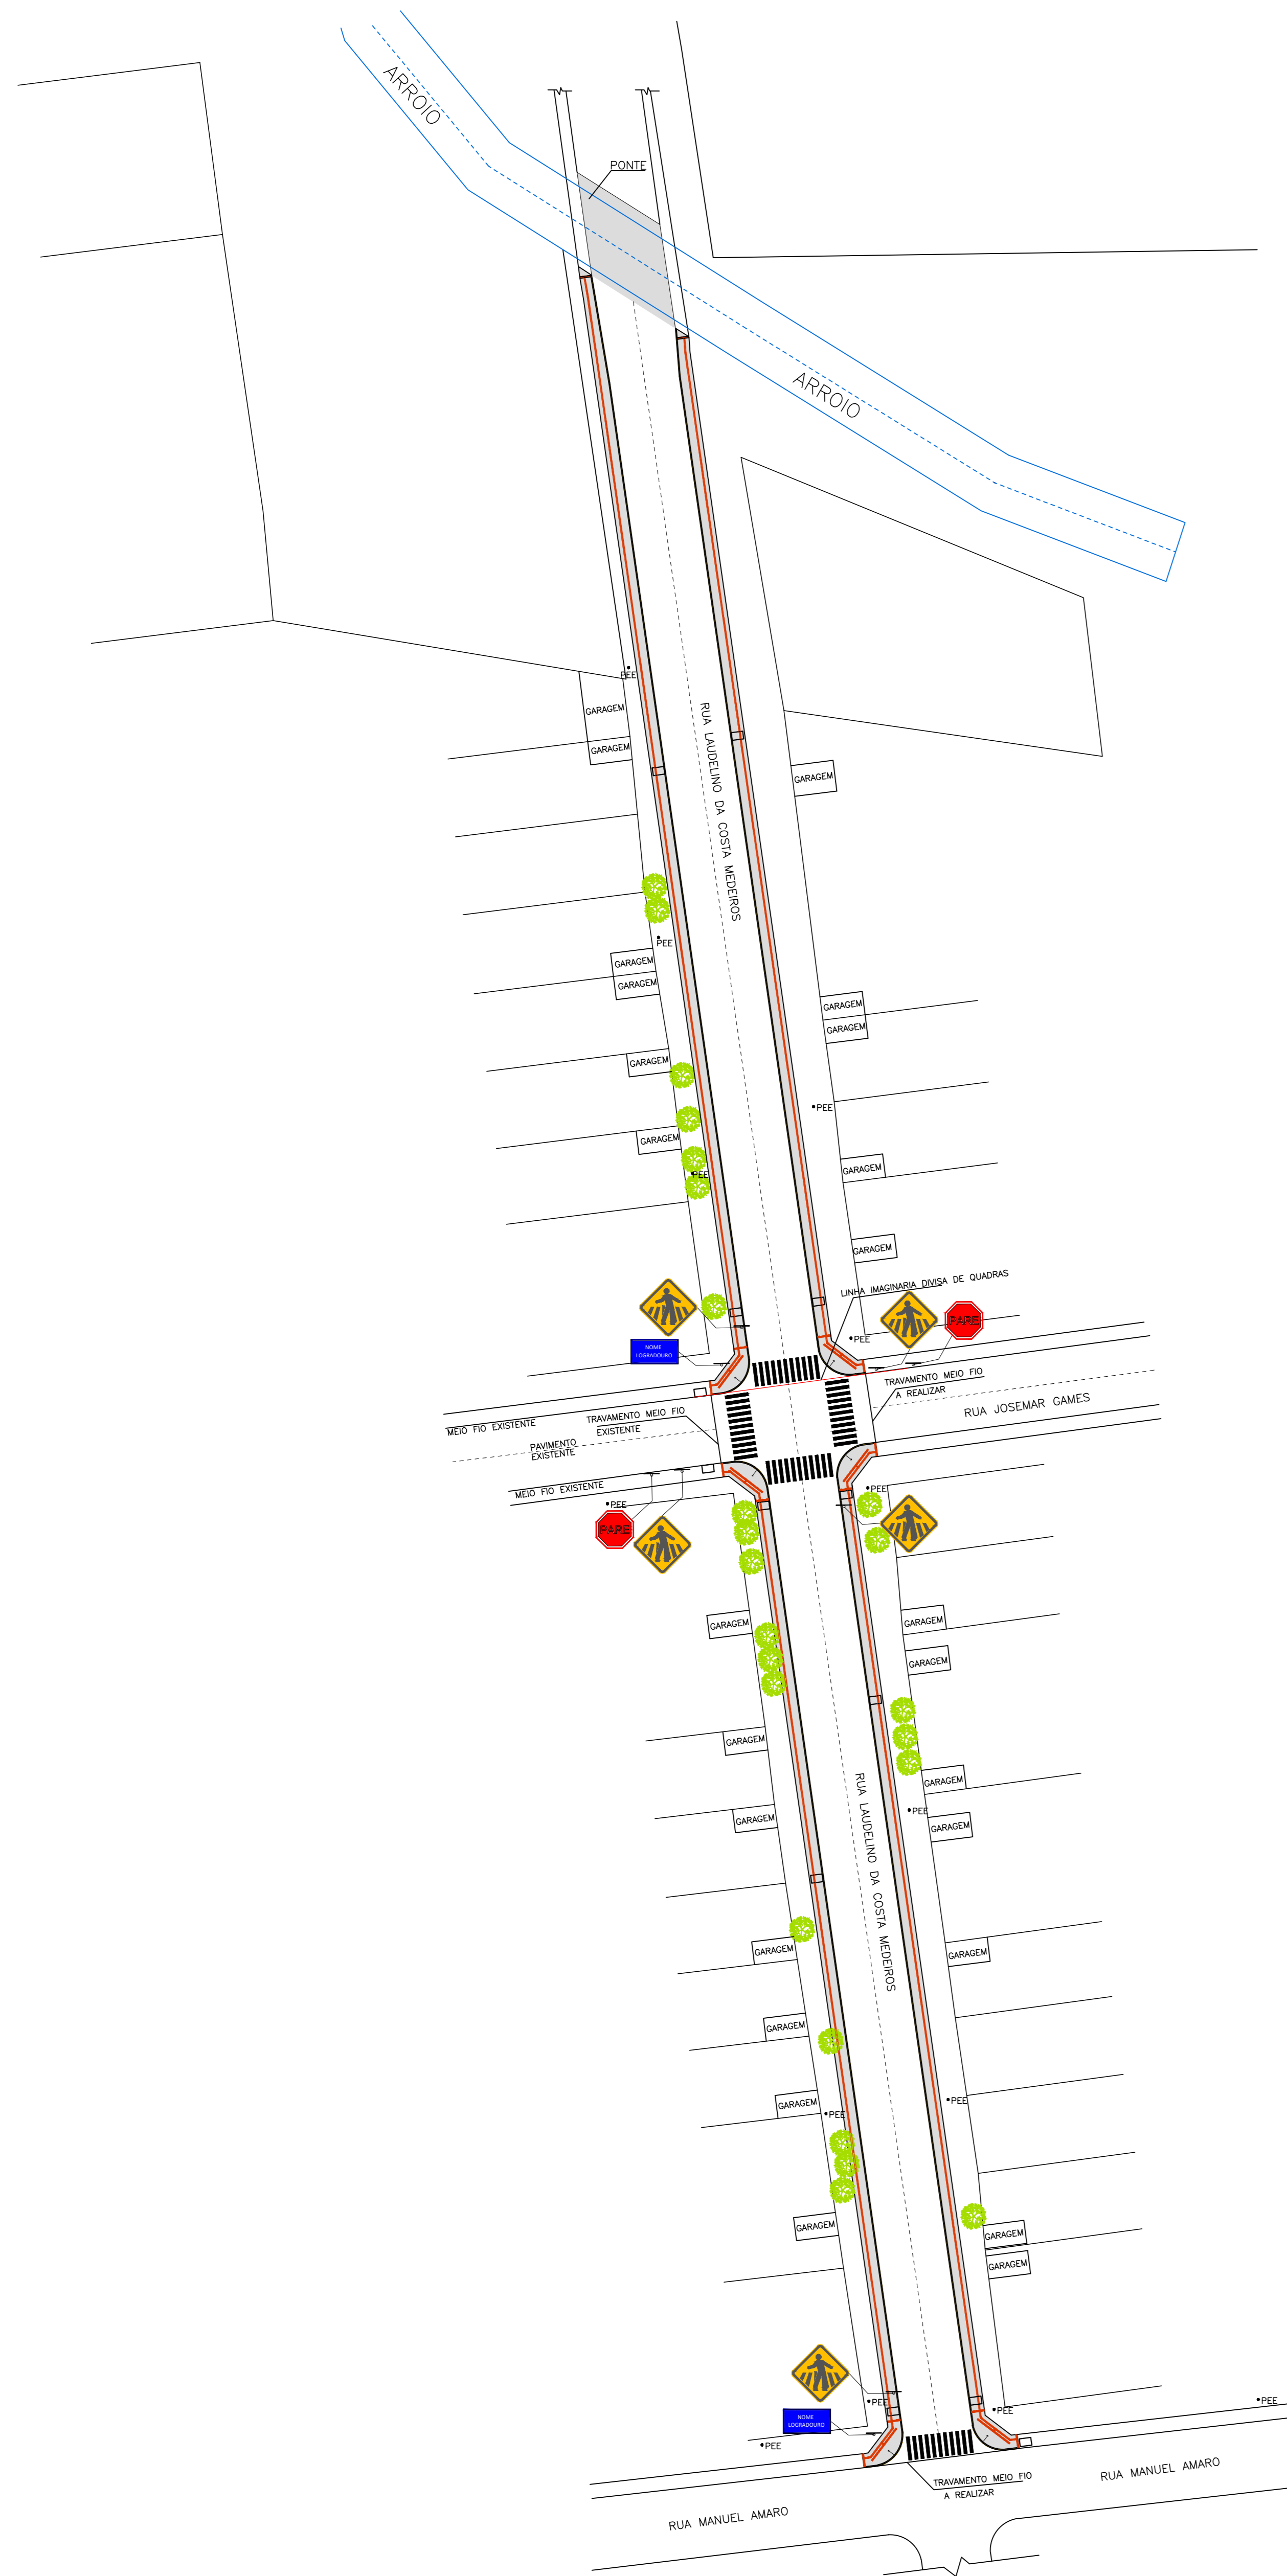 ARROIO
PONTE
ARROIO
PEE
GARAGEM
GARAGEM
RUA LAUDELINO DA COSTA MEDEIROS
GARAGEM
PEE
GARAGEM
GARAGEM
GARAGEM
GARAGEM
GARAGEM
PEE
GARAGEM
GARAGEM
PEE
GARAGEM
LINHA IMAGINARIA DIVISA DE QUADRAS
PARE
PEE
NOME
LOGRADOURO
TRAVAMENTO MEIO FIO
A REALIZAR
RUA JOSEMAR GAMES
MEIO FIO EXISTENTE
TRAVAMENTO MEIO FIO
EXISTENTE
PAVIMENTO
EXISTENTE
MEIO FIO EXISTENTE
PEE
PEE
PARE
GARAGEM
GARAGEM
GARAGEM
GARAGEM
GARAGEM
RUA LAUDELINO DA COSTA MEDEIROS
PEE
GARAGEM
GARAGEM
GARAGEM
GARAGEM
GARAGEM
PEE
GARAGEM
PEE
GARAGEM
GARAGEM
GARAGEM
PEE
PEE
PEE
NOME
LOGRADOURO
PEE
TRAVAMENTO MEIO FIO
A REALIZAR
RUA MANUEL AMARO
RUA MANUEL AMARO